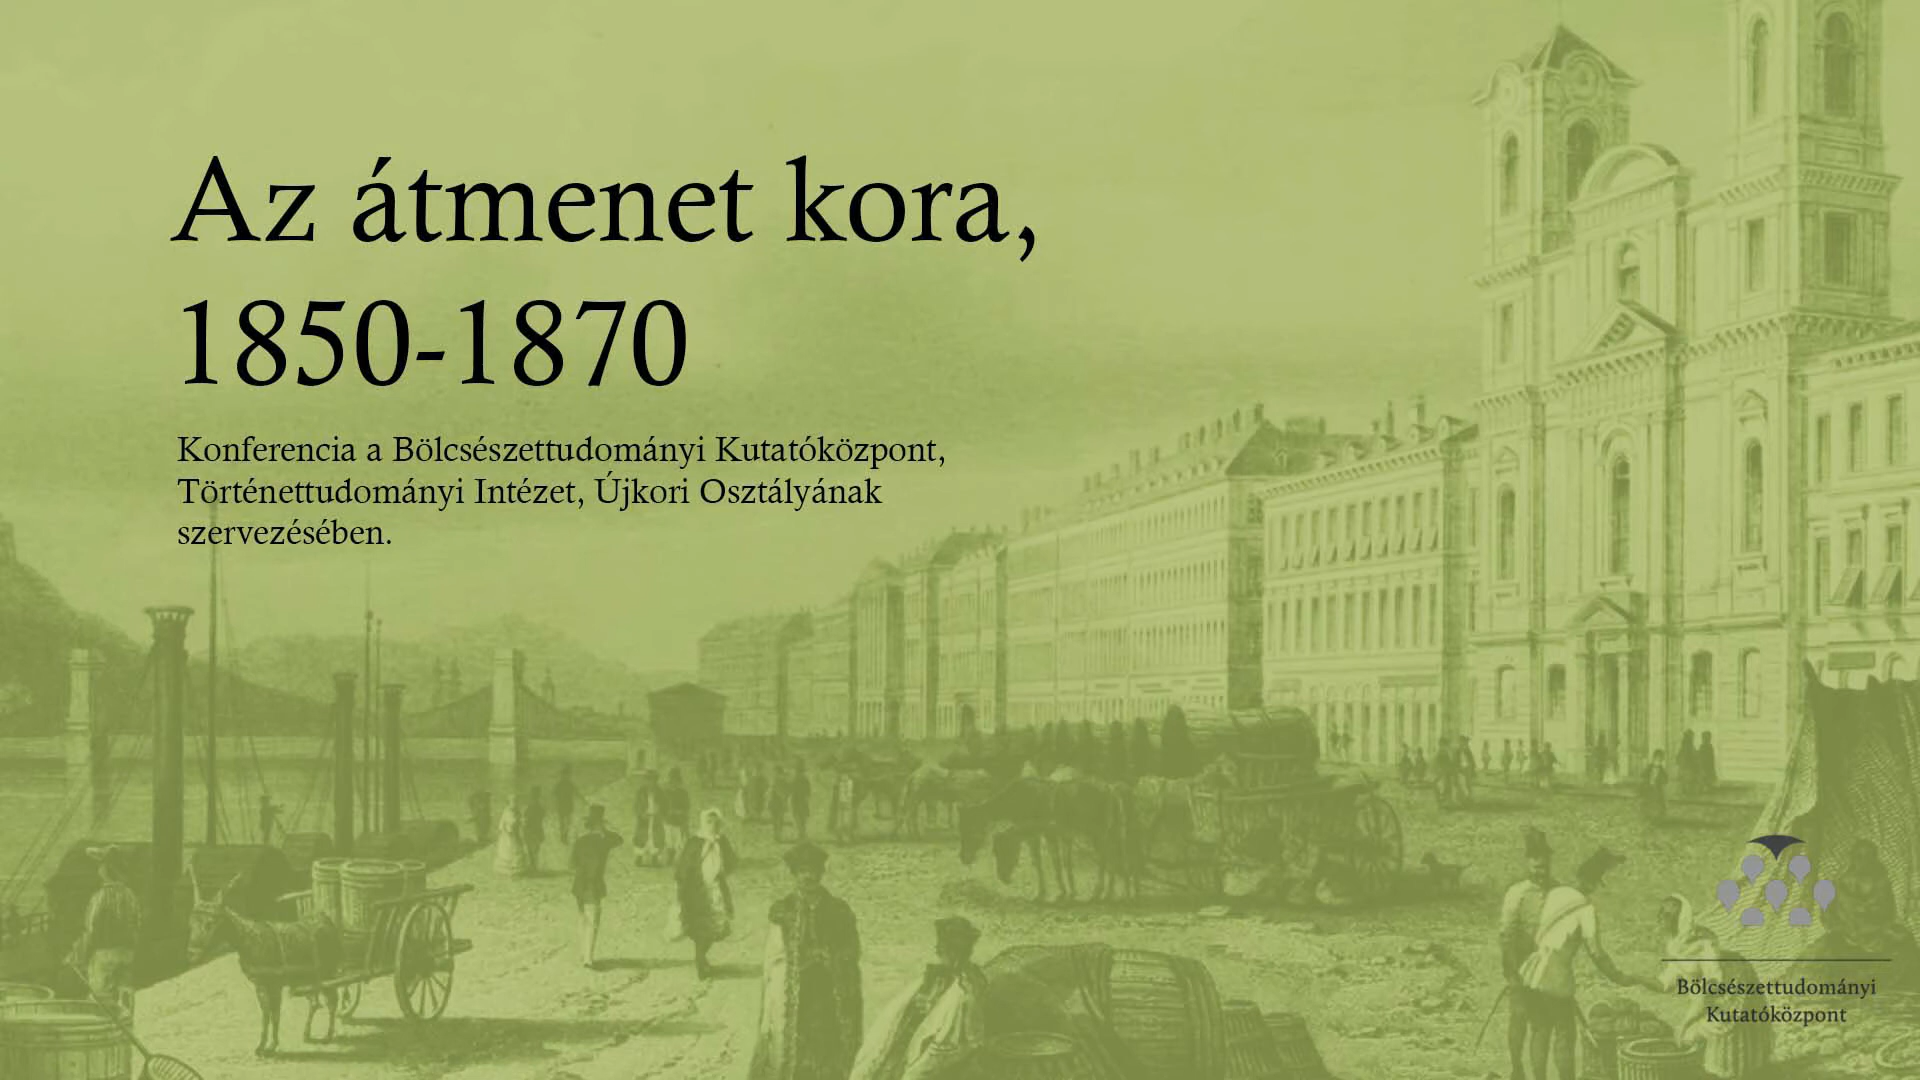 Az átmenet kora,
1850-1870
Konferencia a Bölcsészettudományi Kutatóközpont,
Történettudományi Intézet, Újkori Osztályának
szervezésében.
Bölcsészettudományi
Kutatóközpont